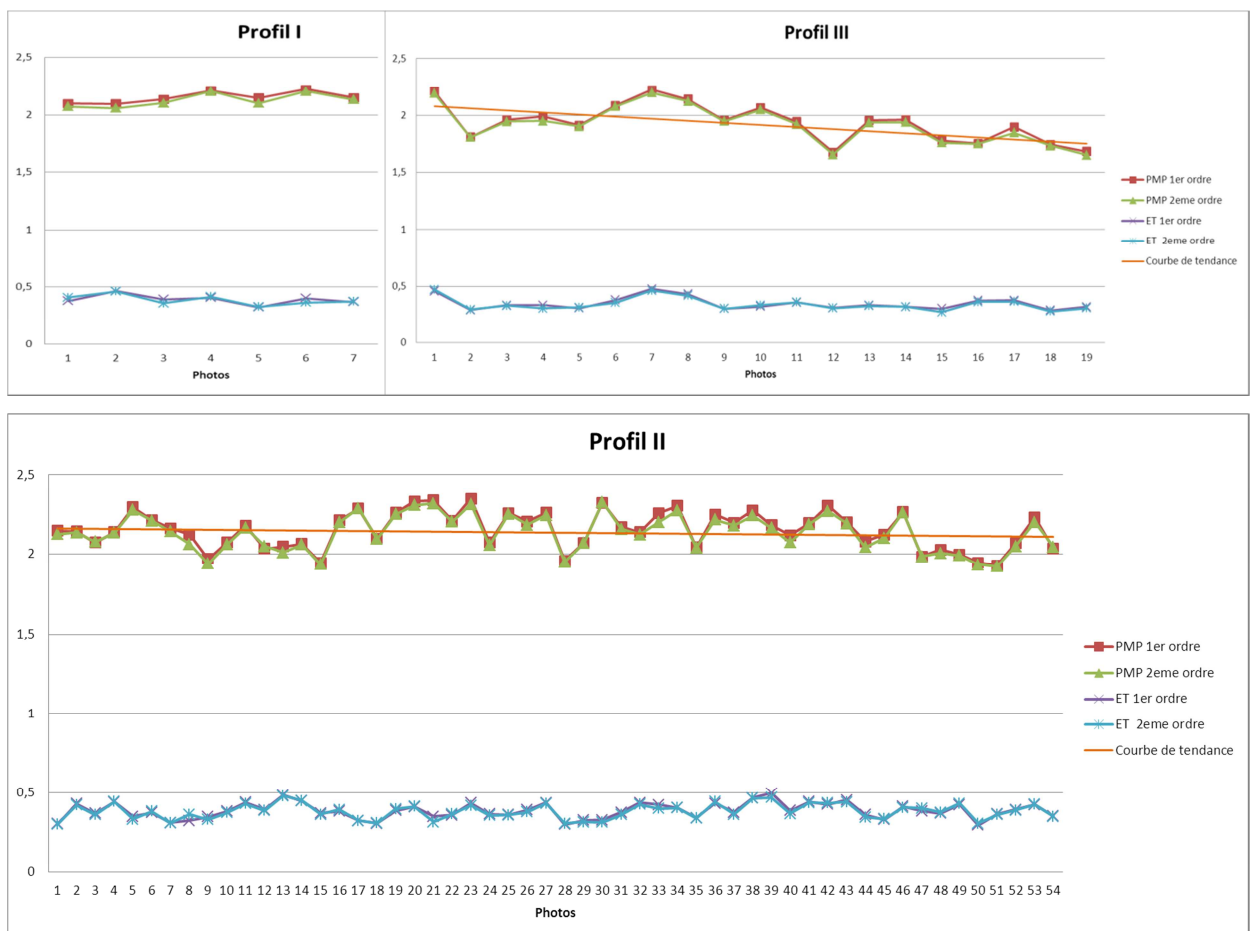 Profil I
2,5
2
1,5
1
0,5
0
1 2 3 4 5 6 7
Photos
Profil III
2,5
2
1,5
1
0,5
0
1 2 3 4 5 6 7 8 9 10 11 12 13 14 15 16 17 18 19
Photos
PMP 1er ordre
PMP 2eme ordre
ET 1er ordre
ET 2eme ordre
Courbe de tendance
Profil II
2,5
2
1,5
1
0,5
0
1 2 3 4 5 6 7 8 9 10 11 12 13 14 15 16 17 18 19 20 21 22 23 24 25 26 27 28 29 30 31 32 33 34 35 36 37 38 39 40 41 42 43 44 45 46 47 48 49 50 51 52 53 54
Photos
PMP 1er ordre
PMP 2eme ordre
ET 1er ordre
ET 2eme ordre
Courbe de tendance